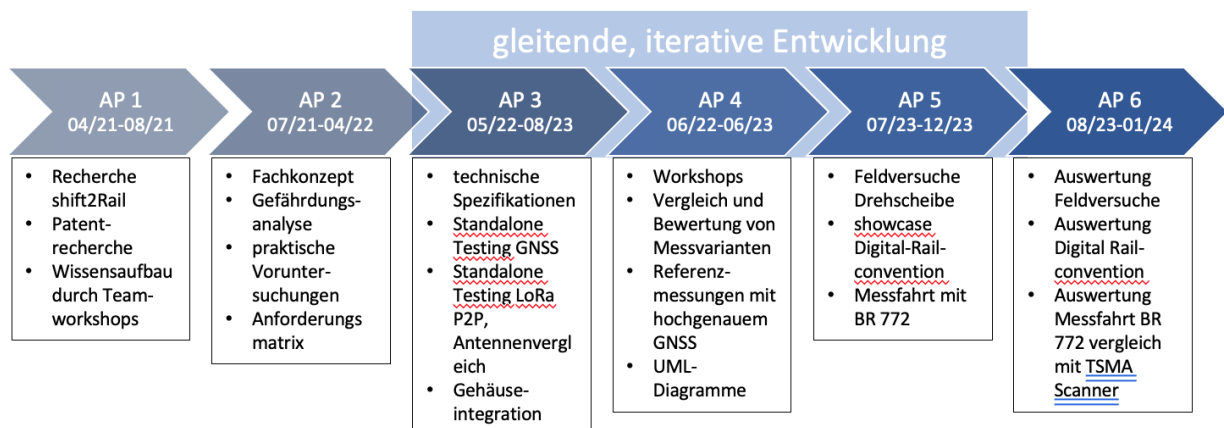 gleitende, iterative Entwicklung
AP 1
04/21-08/21
AP 2
07/21-04/22
AP 3
05/22-08/23
AP 4
06/22-06/23
AP 5
07/23-12/23
AP 6
08/23-01/24
• Recherche
shift2Rail
• Patent-
recherche
• Wissensaufbau
durch Team-
workshops
• Fachkonzept
• Gefährdungs-
analyse
• praktische
Vorunter-
suchungen
• Anforderungs
matrix
• technische
Spezifikationen
• Standalone
Testing GNSS
• Standalone
Testing LoRa
P2P,
Antennenvergl
eich
• Gehäuse-
integration
• Workshops
• Vergleich und
Bewertung von
Messvarianten
• Referenz-
messungen mit
hochgenauem
GNSS
• UML-
Diagramme
• Feldversuche
Drehscheibe
• showcase
Digital-Rail-
convention
• Messfahrt mit
BR 772
• Auswertung
Feldversuche
• Auswertung
Digital Rail-
convention
• Auswertung
Messfahrt BR
772 vergleich
mit TSMA
Scanner